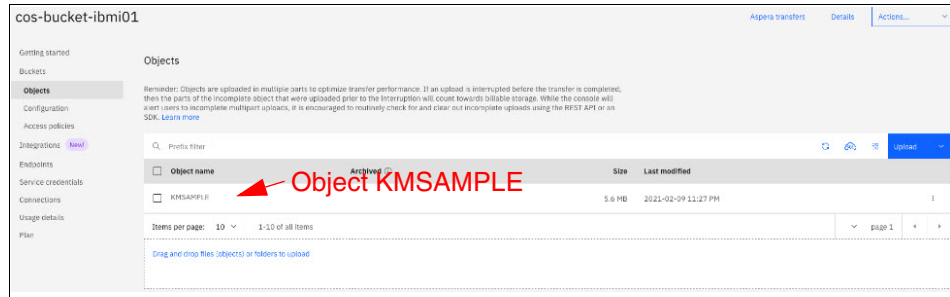 cos-bucket-ibmi01
Aspera transfers Details Actions...
Getting started
Buckets
Objects
Configuration
Access policies
Integrations New!
Endpoints
Service credentials
Connections
Usage details
Plan
Objects
Reminder: Objects are uploaded in multiple parts to optimize transfer performance. If an upload is interrupted before the transfer is completed,
then the parts of the incomplete object that were uploaded prior to the interruption will count towards billable storage. While the console will
alert users to incomplete multipart uploads, it is encouraged to routinely check for and clear out incomplete uploads using the REST API or an
SDK. Learn more
Prefix filter Upload
Object name Archived Size Last modified
KMSAMPLE 5.6 MB 2021-02-09 11:27 PM
Object KMSAMPLE
Items per page: 10 1-10 of all items page 1
Drag and drop files (objects) or folders to upload